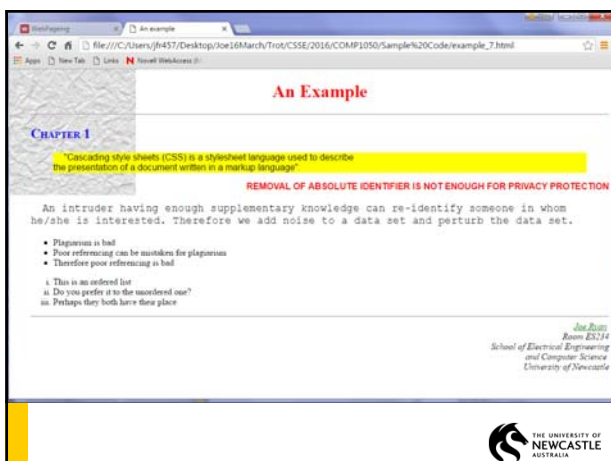 WebPageing
An example
file:///C:/Users/jfr457/Desktop/Joe16March/Trot/CSSE/2016/COMP1050/Sample%20Code/example_7.html
Apps New Tab Links Novell WebAccess
An Example
CHAPTER 1
"Cascading style sheets (CSS) is a stylesheet language used to describe
the presentation of a document written in a markup language".
REMOVAL OF ABSOLUTE IDENTIFIER IS NOT ENOUGH FOR PRIVACY PROTECTION
An intruder having enough supplementary knowledge can re-identify someone in whom
he/she is interested. Therefore we add noise to a data set and perturb the data set.
• Plagiarism is bad
• Poor referencing can be mistaken for plagiarism
• Therefore poor referencing is bad
i. This is an ordered list
ii. Do you prefer it to the unordered one?
iii. Perhaps they both have their place
Joe Ryan
Room ES234
School of Electrical Engineering
and Computer Science
University of Newcastle
THE UNIVERSITY OF
NEWCASTLE
AUSTRALIA